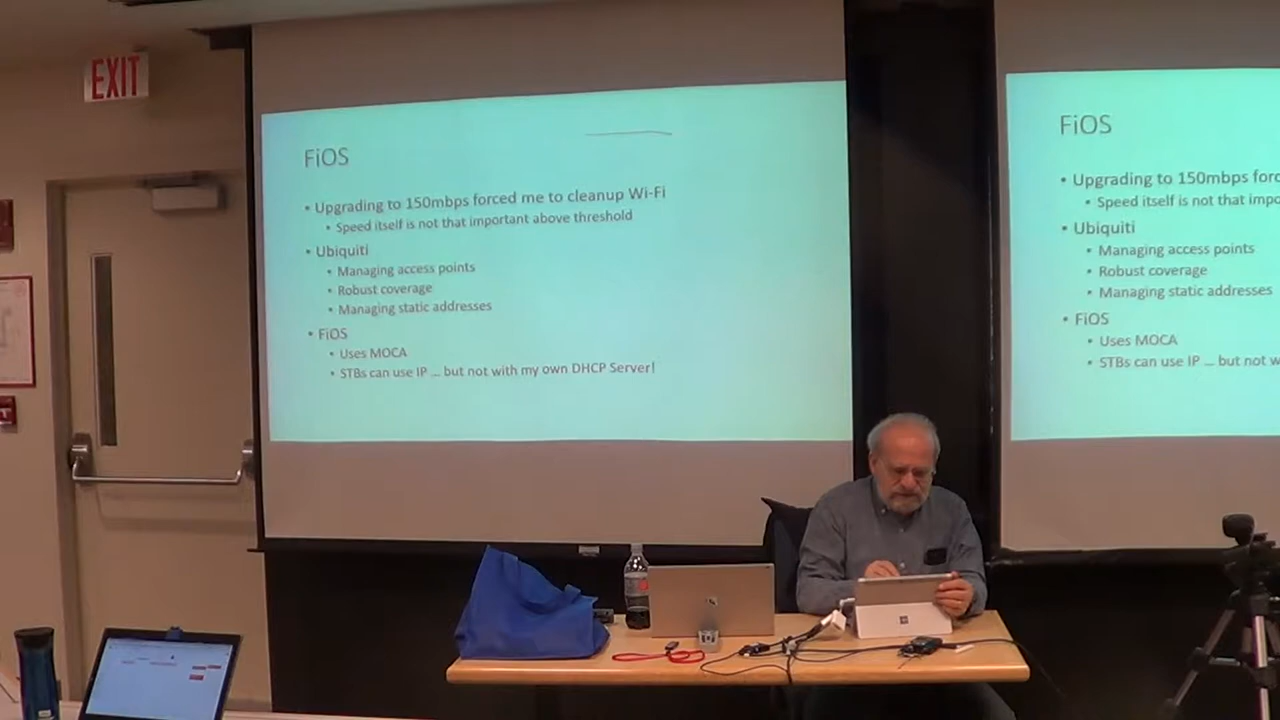 EXIT
FiOS
• Upgrading to 150mbps forced me to cleanup Wi-Fi
• Speed itself is not that important above threshold
• Ubiquiti
• Managing access points
• Robust coverage
• Managing static addresses
• FiOS
• Uses MOCA
• STBs can use IP ... but not with my own DHCP Server!
FiOS
• Upgrading to 150mbps forc
• Speed itself is not that impo
• Ubiquiti
• Managing access points
• Robust coverage
• Managing static addresses
• FiOS
• Uses MOCA
• STBs can use IP ... but not w